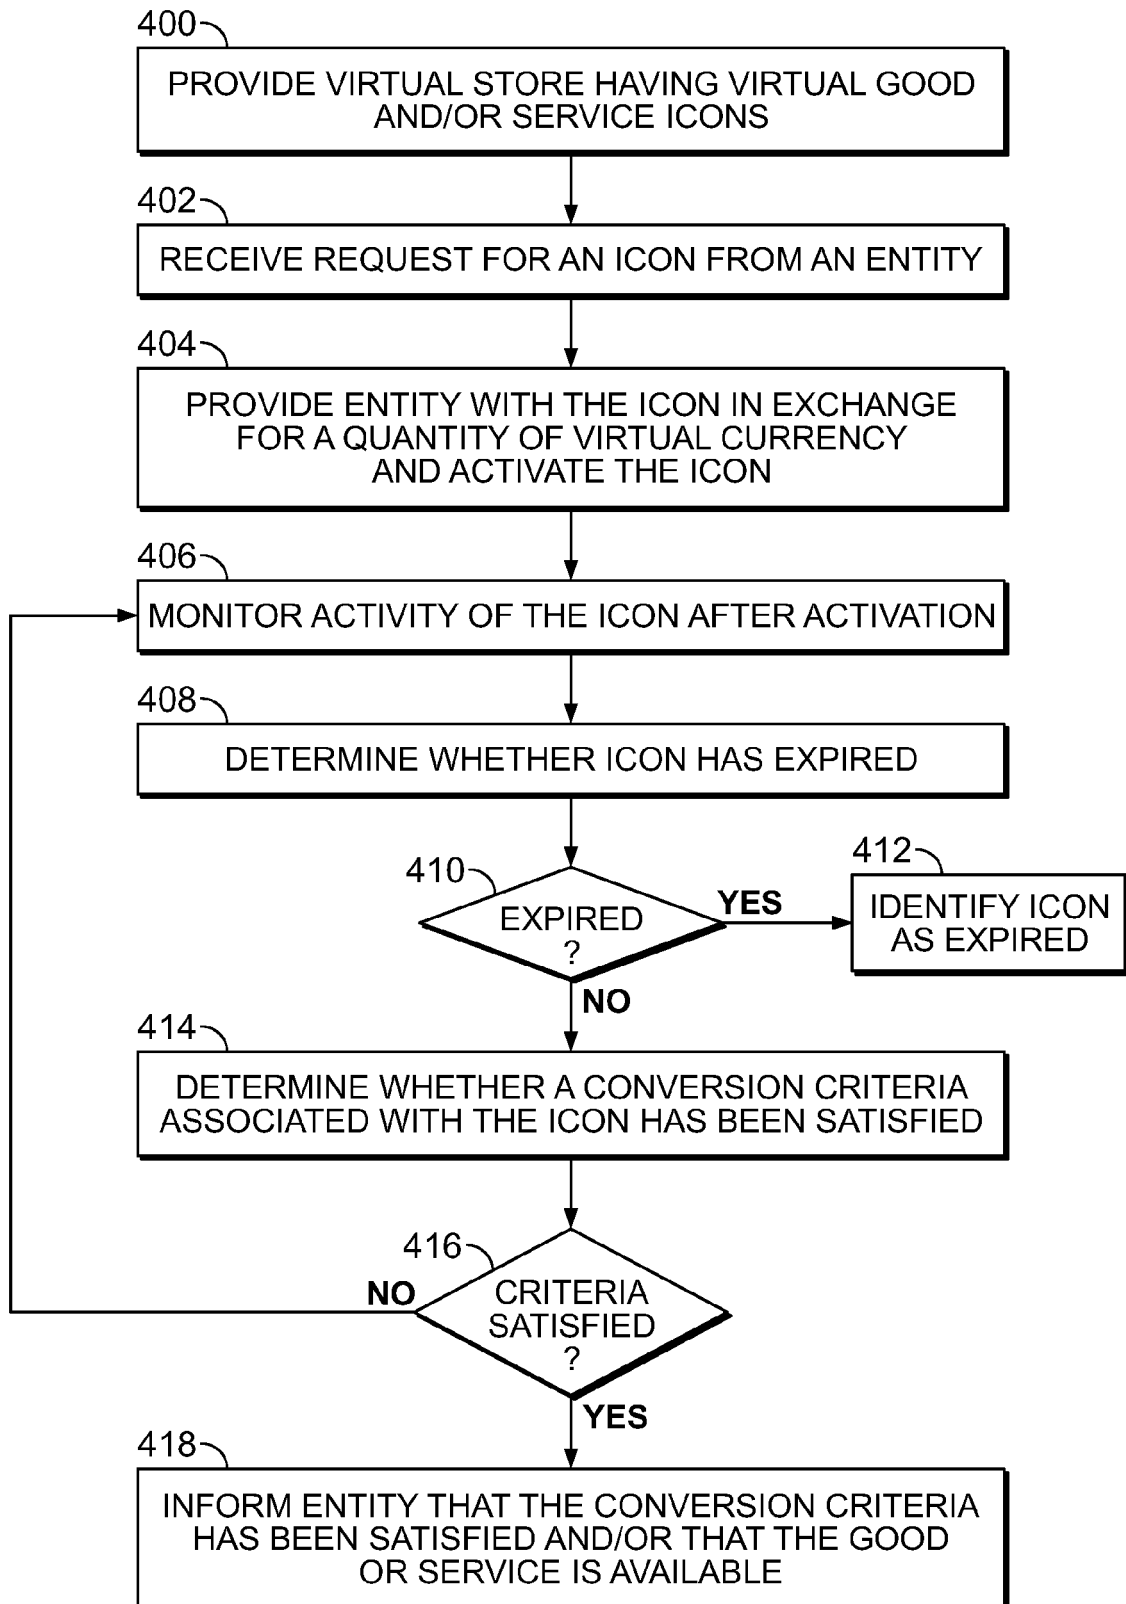 400
PROVIDE VIRTUAL STORE HAVING VIRTUAL GOOD
AND/OR SERVICE ICONS
402
RECEIVE REQUEST FOR AN ICON FROM AN ENTITY
404
PROVIDE ENTITY WITH THE ICON IN EXCHANGE
FOR A QUANTITY OF VIRTUAL CURRENCY
AND ACTIVATE THE ICON
406
MONITOR ACTIVITY OF THE ICON AFTER ACTIVATION
408
DETERMINE WHETHER ICON HAS EXPIRED
410
EXPIRED
?
YES
412
IDENTIFY ICON
AS EXPIRED
NO
414
DETERMINE WHETHER A CONVERSION CRITERIA
ASSOCIATED WITH THE ICON HAS BEEN SATISFIED
416
NO
CRITERIA
SATISFIED
?
YES
418
INFORM ENTITY THAT THE CONVERSION CRITERIA
HAS BEEN SATISFIED AND/OR THAT THE GOOD
OR SERVICE IS AVAILABLE